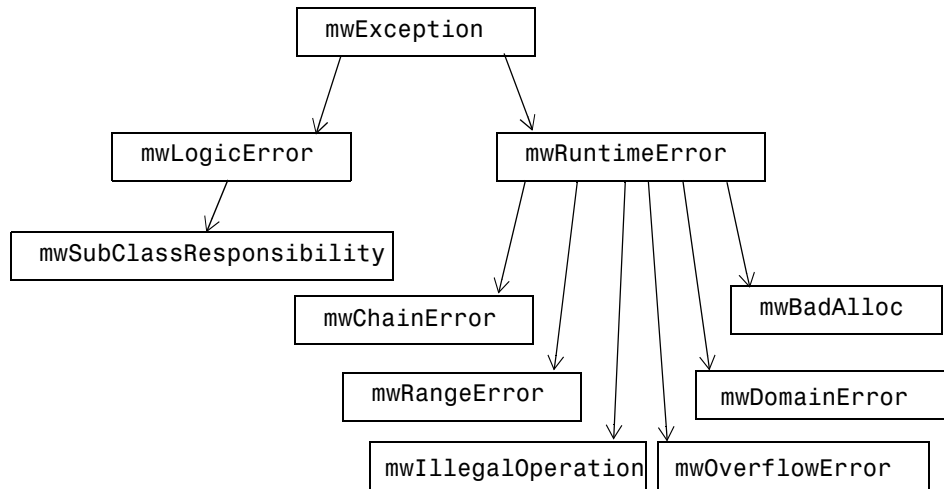 mwException
mwLogicError
mwRuntimeError
mwSubClassResponsibility
mwChainError
mwBadAlloc
mwRangeError
mwDomainError
mwIllegalOperation
mwOverflowError